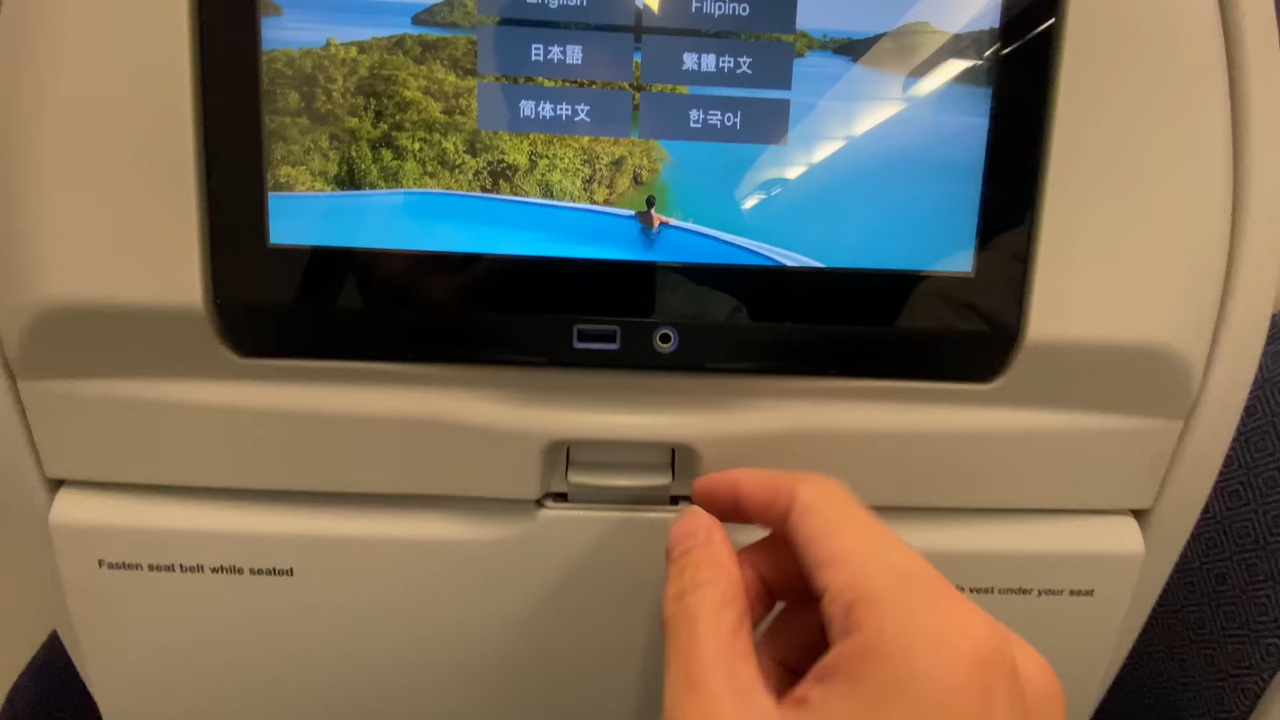 English
Filipino
日本語
繁體中文
简体中文
한국어
Fasten seat belt while seated
vest under your seat